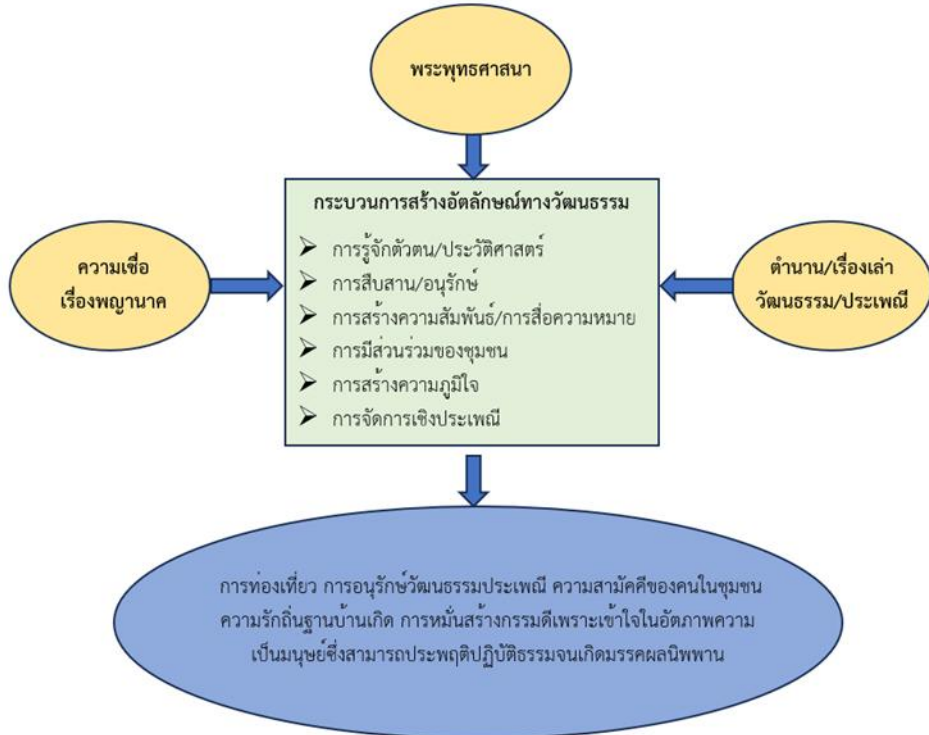 พระพุทธศาสนา
กระบวนการสร้างอัตลักษณ์ทางวัฒนธรรม
การรู้จักตัวตน/ประวัติศาสตร์
การสืบสาน/อนุรักษ์
การสร้างความสัมพันธ์/การสื่อความหมาย
การมีส่วนร่วมของชุมชน
การสร้างความภูมิใจ
การจัดการเชิงประเพณี
ความเชื่อ
เรื่องพญานาค
ตำนาน/เรื่องเล่า
วัฒนธรรม/ประเพณี
การท่องเที่ยว การอนุรักษ์วัฒนธรรมประเพณี ความสามัคคีของคนในชุมชน
ความรักถิ่นฐานบ้านเกิด การหมั่นสร้างกรรมดีเพราะเข้าใจในอัตภาพความ
เป็นมนุษย์ซึ่งสามารถประพฤติปฏิบัติธรรมจนเกิดมรรคผลนิพพาน